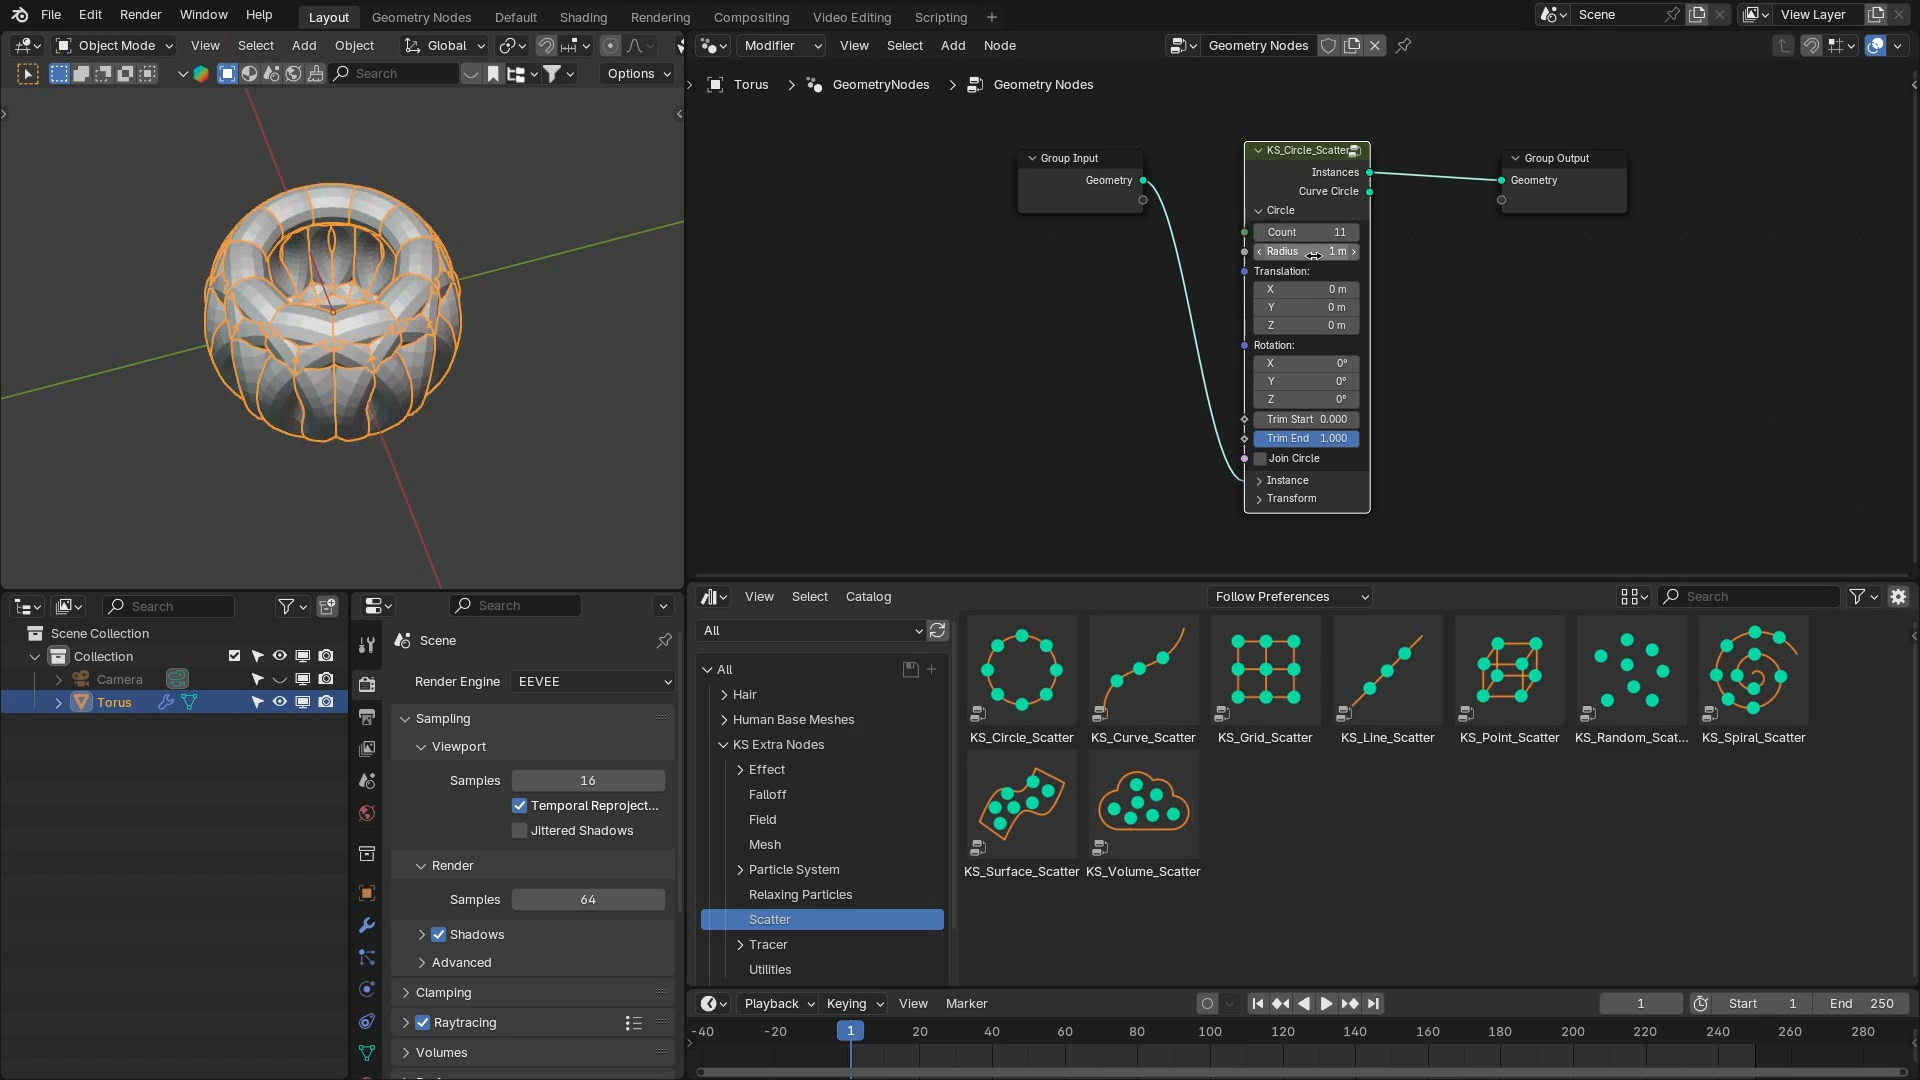 File Edit Render Window Help Layout Geometry Nodes Default Shading Rendering Compositing Video Editing Scripting + Scene View Layer
Object Mode View Select Add Object Global
Search Options
Modifier View Select Add Node Geometry Nodes
Torus > GeometryNodes > Geometry Nodes
Group Input
Geometry
KS_Circle_Scatter
Instances
Curve Circle
Circle
Count 11
Radius 1 m
Translation:
X 0 m
Y 0 m
Z 0 m
Rotation:
X 0°
Y 0°
Z 0°
Trim Start 0.000
Trim End 1.000
Join Circle
Instance
Transform
Group Output
Geometry
Search
Scene Collection
Collection
Camera
Torus
Search
Scene
Render Engine EEVEE
Sampling
Viewport
Samples 16
Temporal Reproject...
Jittered Shadows
Render
Samples 64
Shadows
Advanced
Clamping
Raytracing
Volumes
View Select Catalog Follow Preferences Search
All
All
Hair
Human Base Meshes
KS Extra Nodes
Effect
Falloff
Field
Mesh
Particle System
Relaxing Particles
Scatter
Tracer
Utilities
KS_Circle_Scatter KS_Curve_Scatter KS_Grid_Scatter KS_Line_Scatter KS_Point_Scatter KS_Random_Scat... KS_Spiral_Scatter
KS_Surface_Scatter KS_Volume_Scatter
Playback Keying View Marker 1 Start 1 End 250
-40 -20 1 20 40 60 80 100 120 140 160 180 200 220 240 260 280